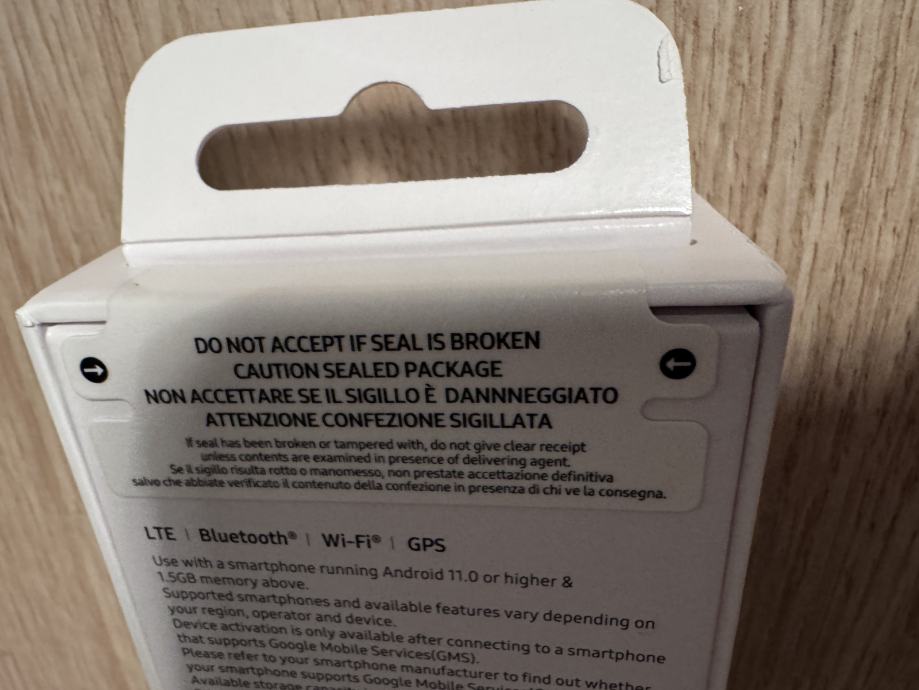 DO NOT ACCEPT IF SEAL IS BROKEN
CAUTION SEALED PACKAGE
NON ACCETTARE SE IL SIGILLO È DANNNEGGIATO
ATTENZIONE CONFEZIONE SIGILLATA
If seal has been broken or tampered with, do not give clear receipt
unless contents are examined in presence of delivering agent.
Se il sigillo risulta rotto o manomesso, non prestate accettazione definitiva
salvo che abbiate verificato il contenuto della confezione in presenza di chi ve la consegna.
LTE | Bluetooth® | Wi-Fi® | GPS
Use with a smartphone running Android 11.0 or higher &
1.5GB memory above.
Supported smartphones and available features vary depending on
your region, operator and device.
Device activation is only available after connecting to a smartphone
that supports Google Mobile Services(GMS).
Please refer to your smartphone manufacturer to find out whether
your smartphone supports Google Mobile
Available storage